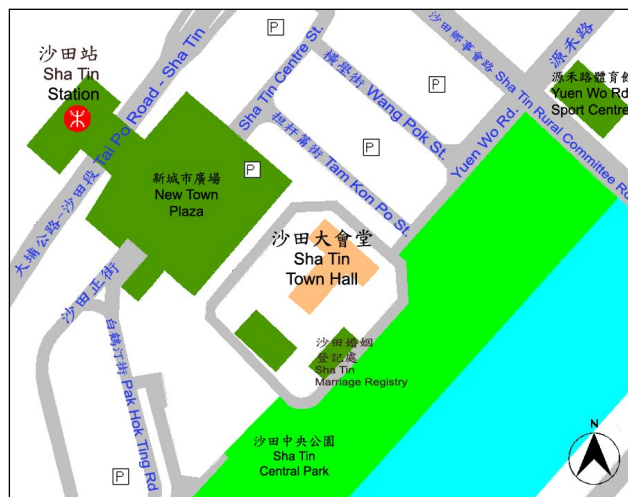 沙田站
Sha Tin
Station
大埔公路-沙田段 Tai Po Road - Sha Tin
P
Sha Tin Centre St.
橫壆街 Wang Pok St.
P
沙田鄉事會路 Sha Tin Rural Committee Rd
源禾路
Yuen Wo Rd.
源禾路體育館
Yuen Wo Rd
Sport Centre
P
P
担杆莆街 Tam Kon Po St.
新城市廣場
New Town
Plaza
沙田大會堂
Sha Tin
Town Hall
沙田正街
白鶴汀街 Pak Hok Ting Rd
沙田婚姻
登記處
Sha Tin
Marriage Registry
沙田中央公園
Sha Tin
Central Park
P
N